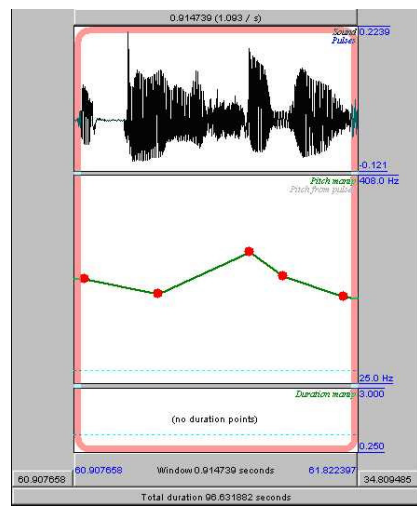 0.914739 (1.093 / s)
Sound 0.2239
Pulses
-0.121
Pitch manip 408.0 Hz
Pitch from pulses
25.0 Hz
Duration manip 3.000
(no duration points)
0.250
60.907658 Window 0.914739 seconds 61.822397
60.907658 34.809485
Total duration 96.631882 seconds